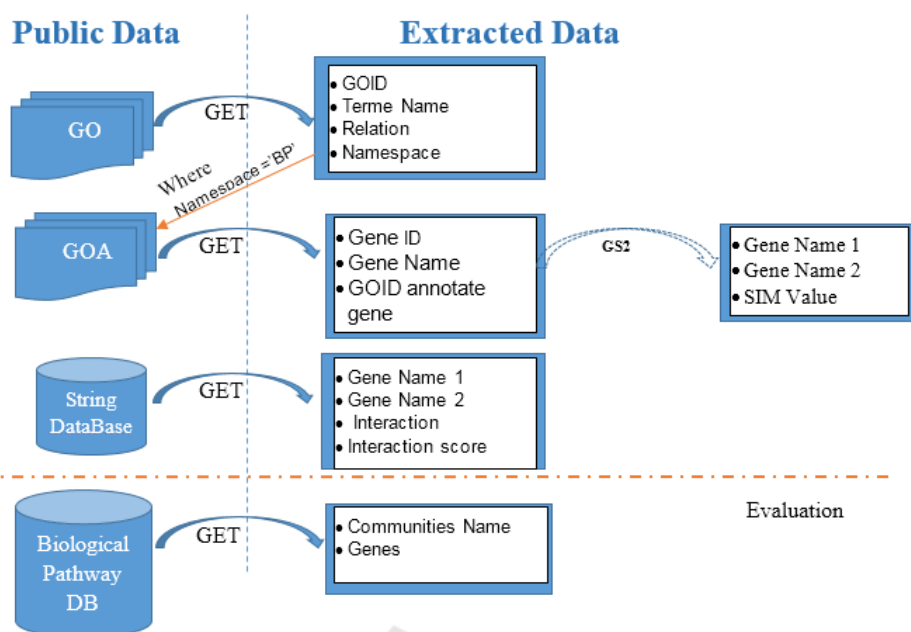 Public Data
Extracted Data
GO
GET
• GOID
• Terme Name
• Relation
• Namespace
Where
Namespace ='BP'
GOA
GET
• Gene ID
• Gene Name
• GOID annotate
gene
GS2
• Gene Name 1
• Gene Name 2
• SIM Value
String
DataBase
GET
• Gene Name 1
• Gene Name 2
• Interaction
• Interaction score
Evaluation
Biological
Pathway
DB
GET
• Communities Name
• Genes